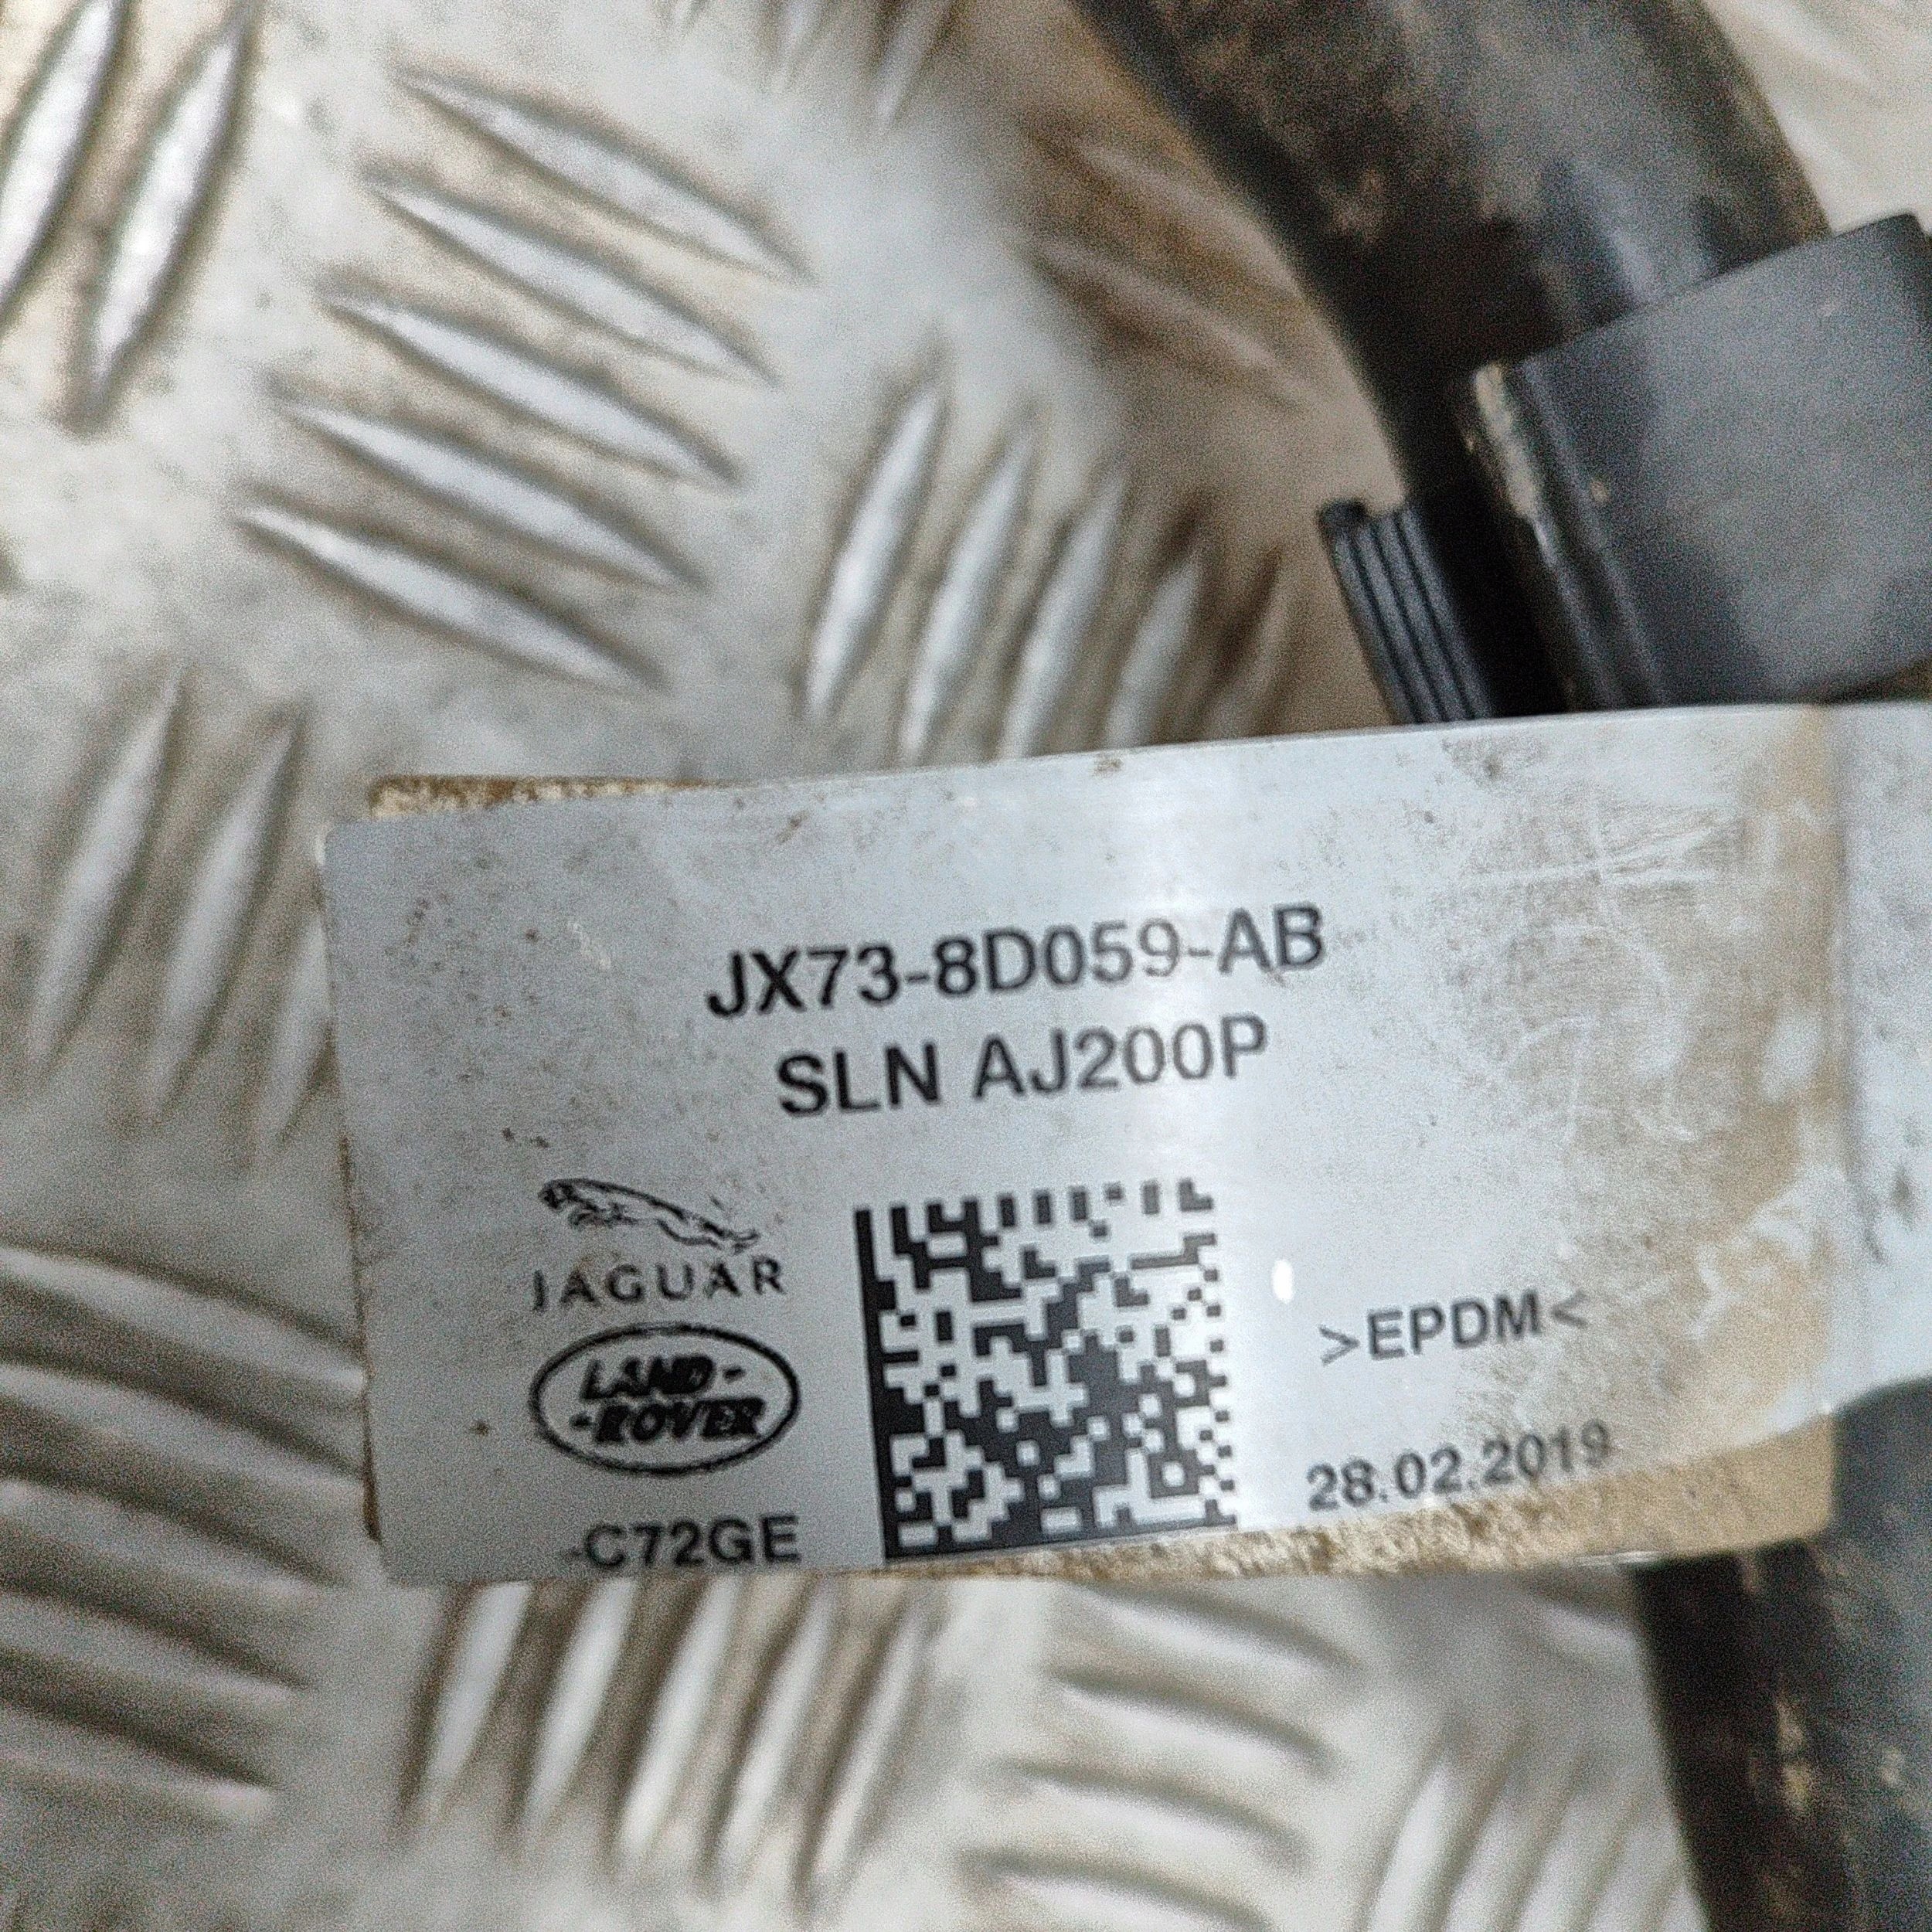 JX73-8D059-AB
SLN AJ200P
JAGUAR
LAND-
-ROVER
-C72GE
>EPDM<
28.02.2019